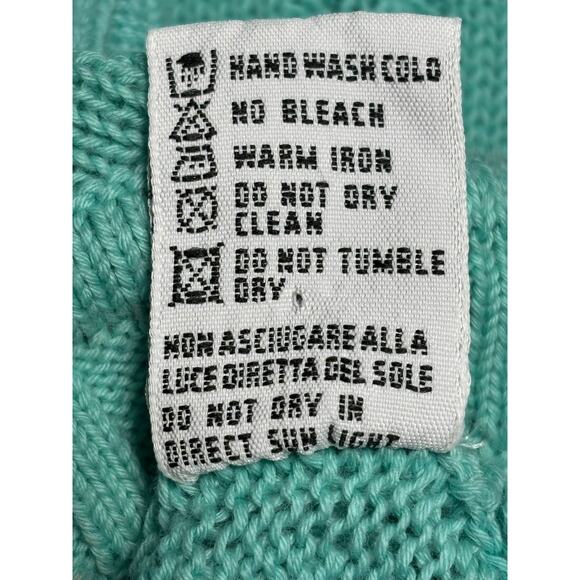 HAND WASH COLD
NO BLEACH
WARM IRON
DO NOT DRY
CLEAN
DO NOT TUMBLE
DRY
NON ASCIUGARE ALLA
LUCE DIRETTA DEL SOLE
DO NOT DRY IN
DIRECT SUN LIGHT